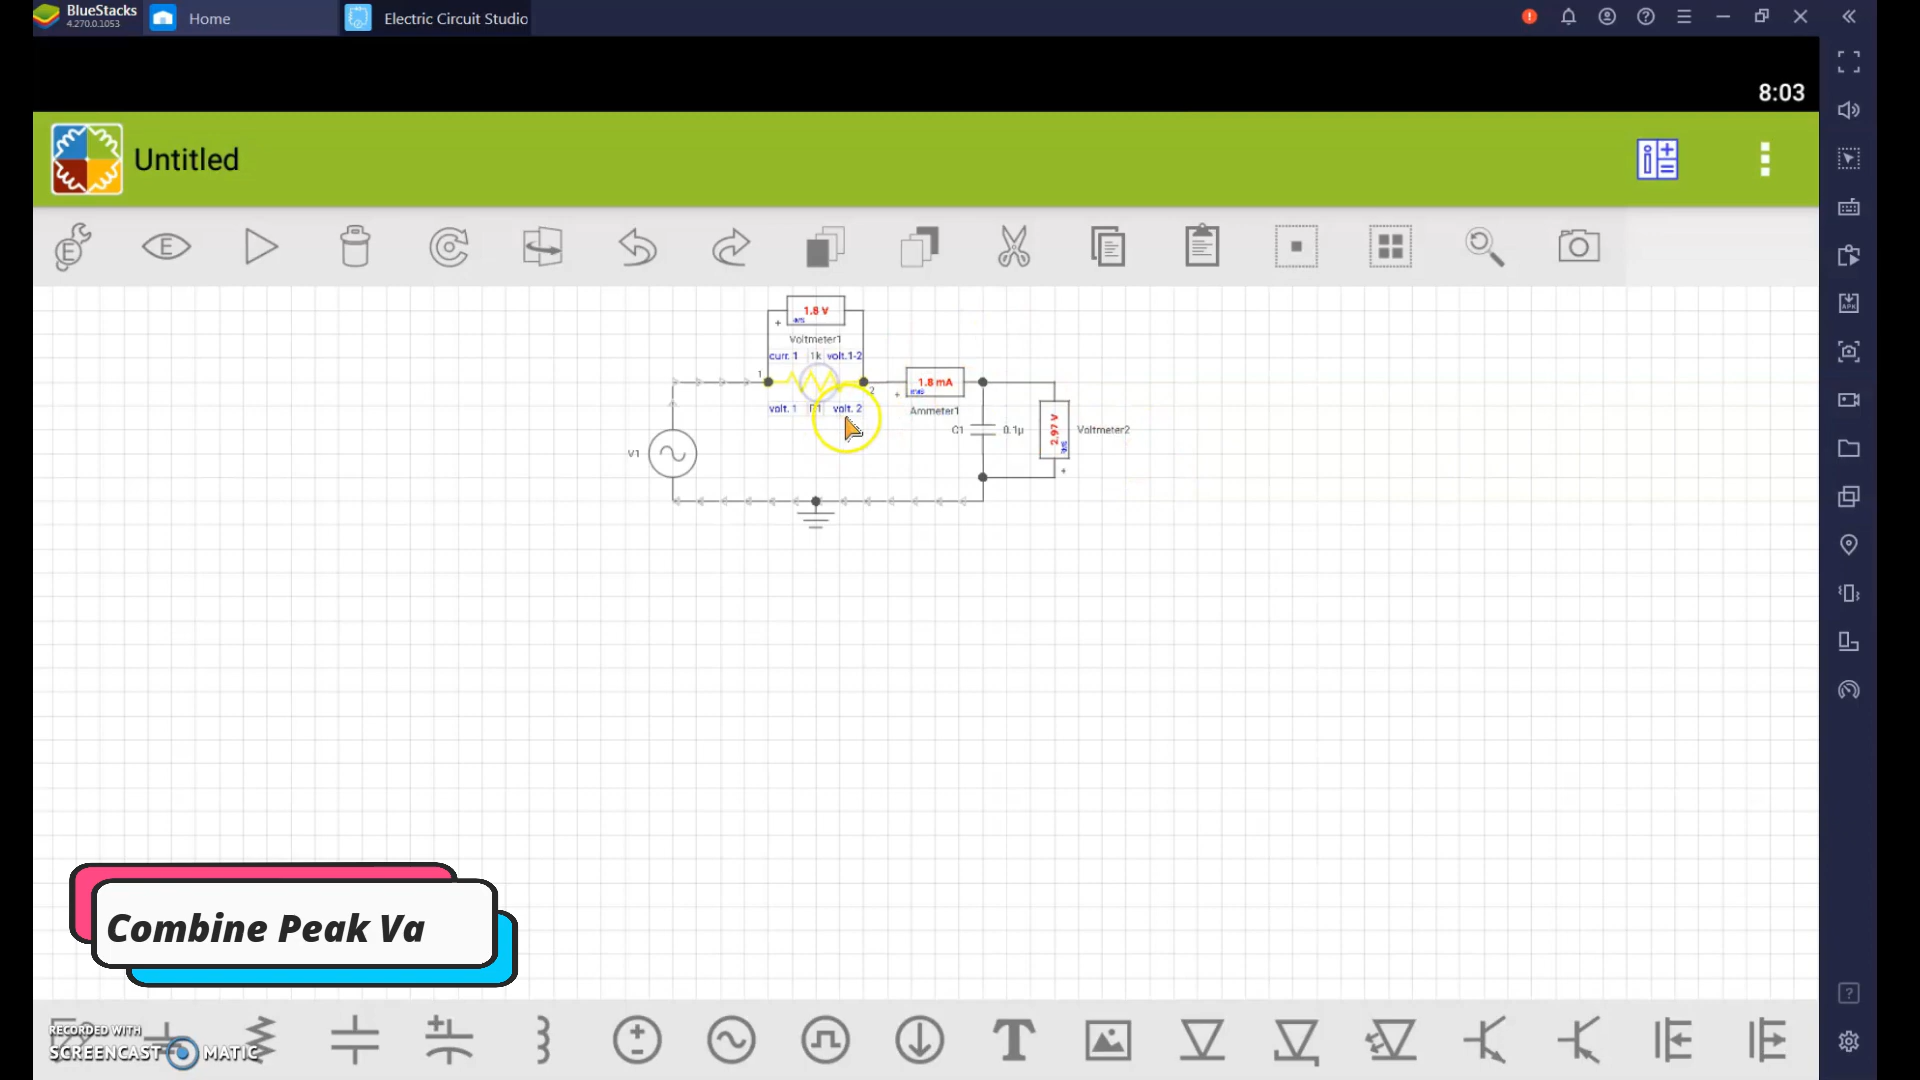 BlueStacks
4.270.0.1053
Home
Electric Circuit Studio
8:03
Untitled
E
E
1.8 V
+
Voltmeter1
curr. 1 1k volt.1-2
1
2
1.8 mA
+
volt. 1 volt. 2
Ammeter1
V1
C1 0.1µ
2.97 V
Voltmeter2
+
Combine Peak Va
RECORDED WITH
SCREENCAST MATIC